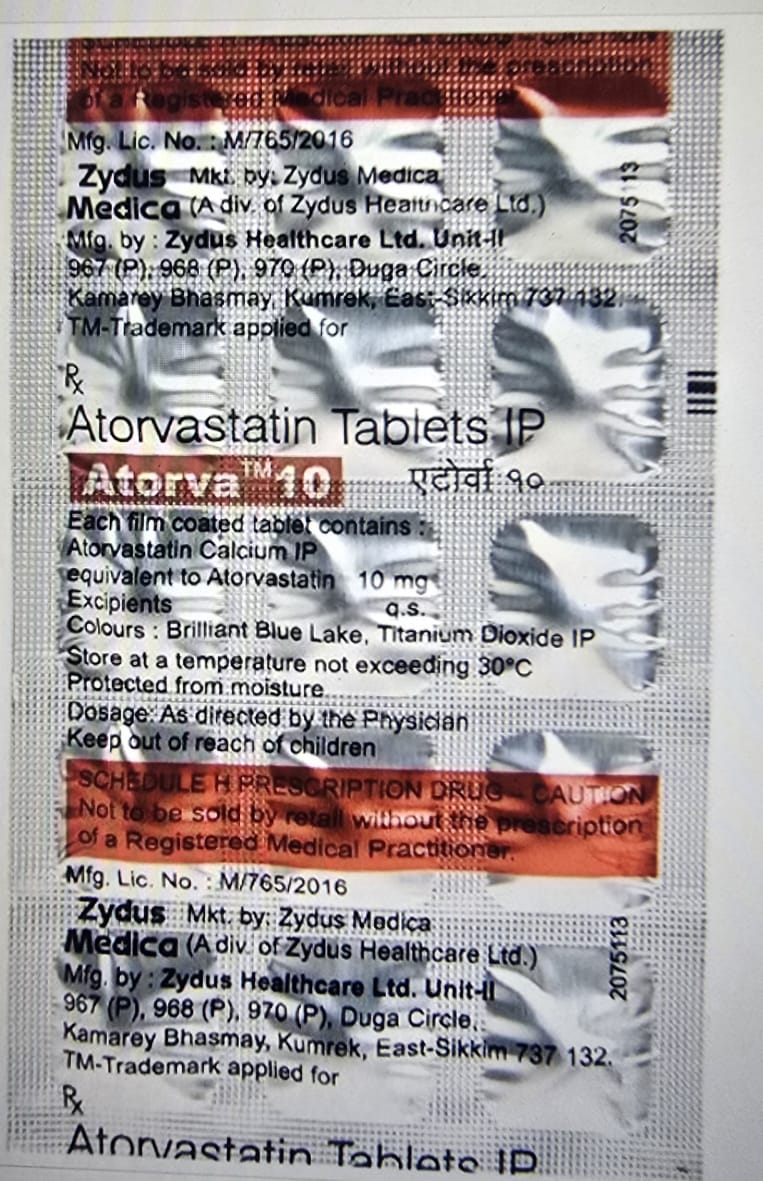 SCHEDULE H PRESCRIPTION DRUG - CAUTION
Not to be sold by retail without the prescription
of a Registered Medical Practitioner.
Mfg. Lic. No. : M/765/2016
Zydus Mkt. by: Zydus Medica
Medica (A div. of Zydus Healthcare Ltd.)
2075113
Mfg. by : Zydus Healthcare Ltd. Unit-II
967 (P), 968 (P), 970 (P), Duga Circle,
Kamarey Bhasmay, Kumrek, East-Sikkim 737 132.
TM-Trademark applied for
Rx
Atorvastatin Tablets IP
Atorva™10 एटोर्वा १०
Each film coated tablet contains :
Atorvastatin Calcium IP
equivalent to Atorvastatin 10 mg
Excipients q.s.
Colours : Brilliant Blue Lake, Titanium Dioxide IP
Store at a temperature not exceeding 30°C
Protected from moisture
Dosage: As directed by the Physician
Keep out of reach of children
SCHEDULE H PRESCRIPTION DRUG - CAUTION
Not to be sold by retail without the prescription
of a Registered Medical Practitioner.
Mfg. Lic. No. : M/765/2016
Zydus Mkt. by: Zydus Medica
Medica (A div. of Zydus Healthcare Ltd.)
2075113
Mfg. by : Zydus Healthcare Ltd. Unit-II
967 (P), 968 (P), 970 (P), Duga Circle,
Kamarey Bhasmay, Kumrek, East-Sikkim 737 132.
TM-Trademark applied for
Rx
Atorvastatin Tablets IP